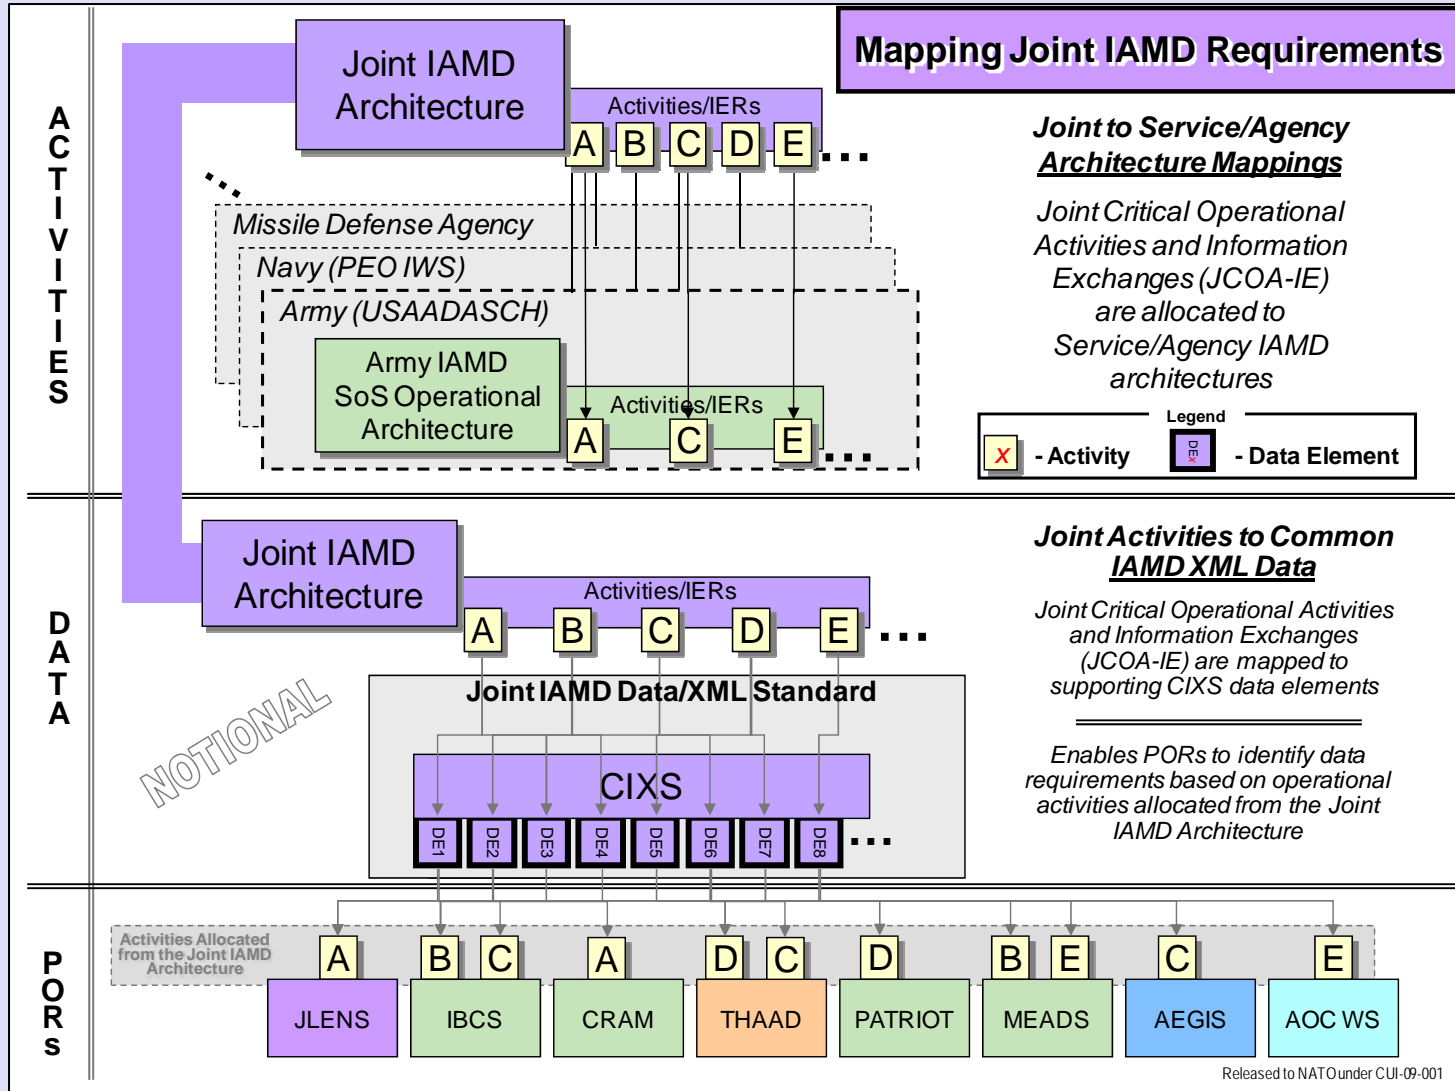 Mapping Joint IAMD Requirements
ACTIVITIES
Joint IAMD
Architecture
Activities/IERs
A B C D E ...
Missile Defense Agency
Navy (PEO IWS)
Army (USAADASCH)
Army IAMD
SoS Operational
Architecture
Activities/IERs
A C E ...
Joint to Service/Agency
Architecture Mappings
Joint Critical Operational
Activities and Information
Exchanges (JCOA-IE)
are allocated to
Service/Agency IAMD
architectures
Legend
x - Activity
DEx - Data Element
DATA
Joint IAMD
Architecture
Activities/IERs
A B C D E ...
Joint IAMD Data/XML Standard
CIXS
DE1 DE2 DE3 DE4 DE5 DE6 DE7 DE8 ...
NOTIONAL
Joint Activities to Common
IAMD XML Data
Joint Critical Operational Activities
and Information Exchanges
(JCOA-IE) are mapped to
supporting CIXS data elements
Enables PORs to identify data
requirements based on operational
activities allocated from the Joint
IAMD Architecture
PORs
Activities Allocated
from the Joint IAMD
Architecture
A B C A D C D B E C E
JLENS IBCS CRAM THAAD PATRIOT MEADS AEGIS AOC WS
Released to NATO under CUI-09-001